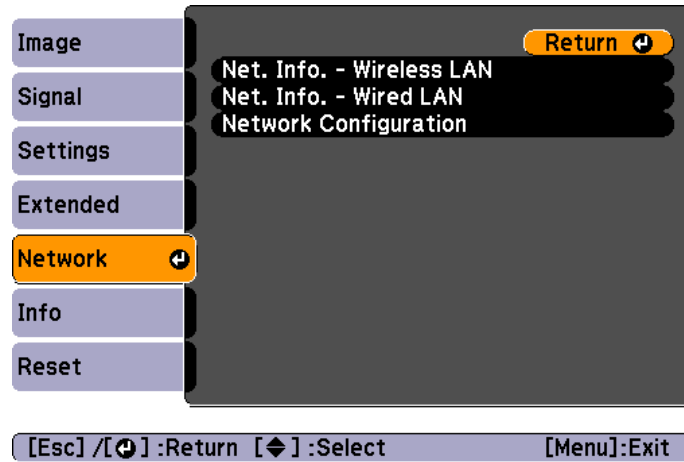 Image
Signal
Settings
Extended
Network
Info
Reset
Return
Net. Info. - Wireless LAN
Net. Info. - Wired LAN
Network Configuration
[Esc] /[⏎] :Return [◆] :Select [Menu]:Exit